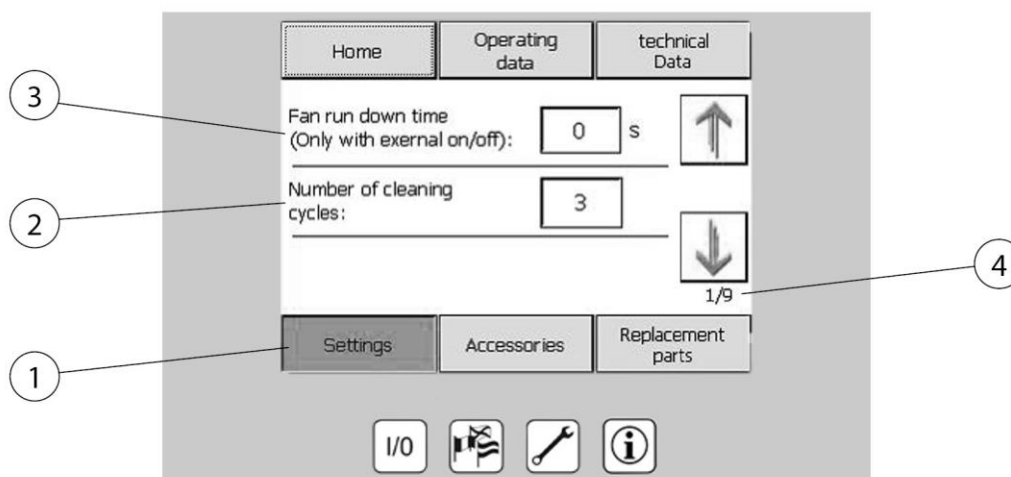 Home
Operating
data
technical
Data
3
Fan run down time
(Only with exernal on/off):
0
s
2
Number of cleaning
cycles:
3
4
1/9
1
Settings
Accessories
Replacement
parts
I/0
i